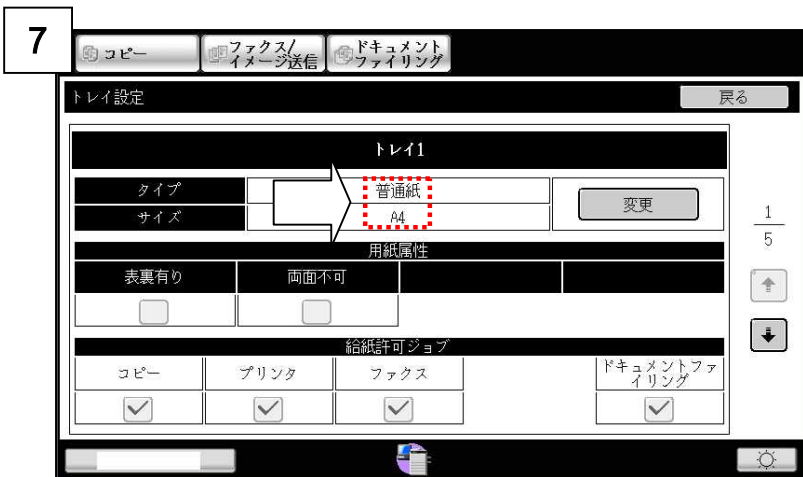 7
コピー
ファクス/
イメージ送信
ドキュメント
ファイリング
トレイ設定
戻る
トレイ1
タイプ
普通紙
サイズ
A4
変更
1
5
用紙属性
表裏有り
両面不可
給紙許可ジョブ
コピー
プリンタ
ファクス
ドキュメントファ
イリング